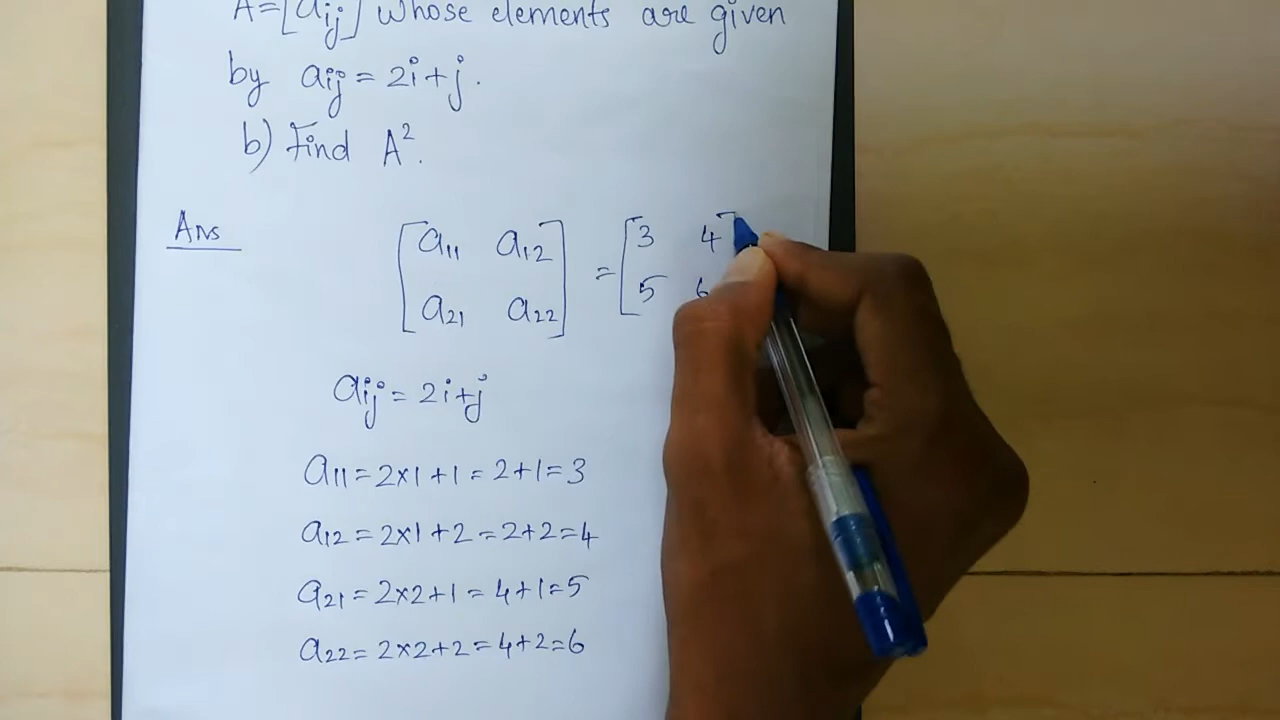 A=[aij] whose elements are given
by aij = 2i+j.
b) Find A².
Ans
[a11 a12] = [3 4]
[a21 a22] [5 6
aij = 2i+j
a11 = 2×1+1 = 2+1=3
a12 = 2×1+2 = 2+2=4
a21 = 2×2+1 = 4+1=5
a22 = 2×2+2 = 4+2=6